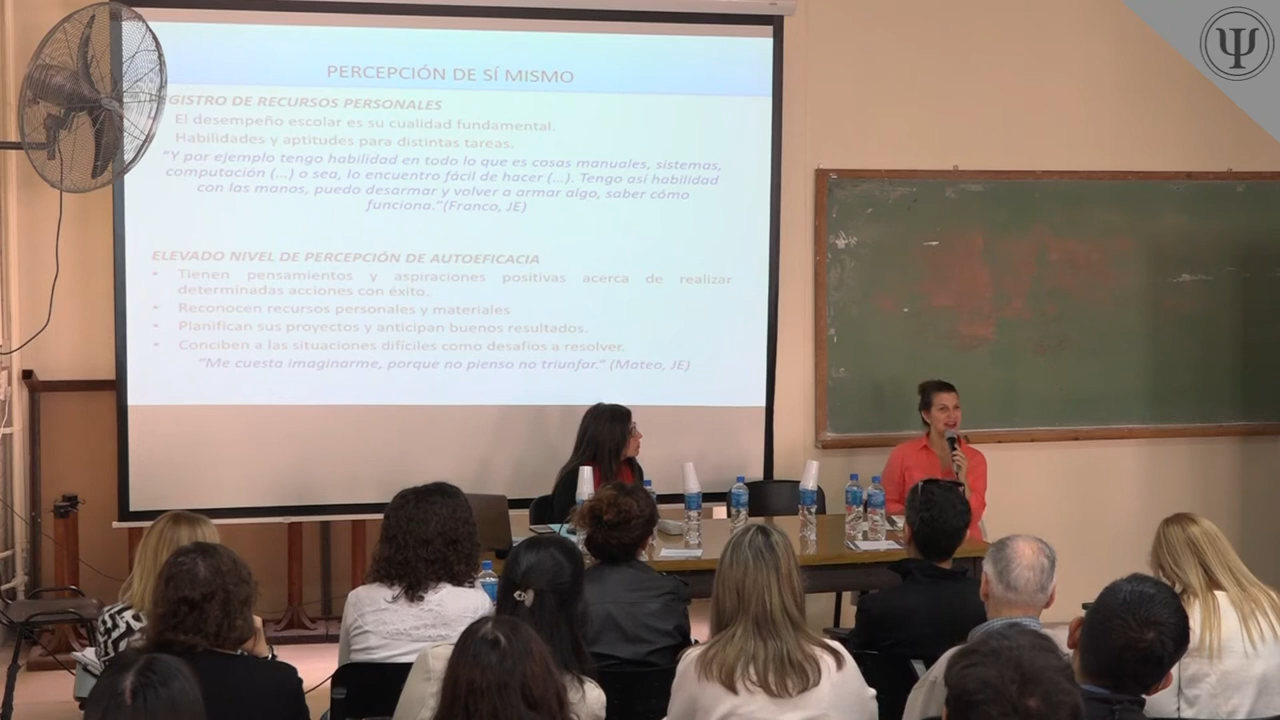 Ψ
PERCEPCIÓN DE SÍ MISMO
GISTRO DE RECURSOS PERSONALES
El desempeño escolar es su cualidad fundamental.
Habilidades y aptitudes para distintas tareas.
"Y por ejemplo tengo habilidad en todo lo que es cosas manuales, sistemas,
computación (...) o sea, lo encuentro fácil de hacer (...). Tengo así habilidad
con las manos, puedo desarmar y volver a armar algo, saber cómo
funciona."(Franco, JE)
ELEVADO NIVEL DE PERCEPCIÓN DE AUTOEFICACIA
• Tienen pensamientos y aspiraciones positivas acerca de realizar
determinadas acciones con éxito.
• Reconocen recursos personales y materiales
• Planifican sus proyectos y anticipan buenos resultados.
• Conciben a las situaciones difíciles como desafíos a resolver.
"Me cuesta imaginarme, porque no pienso no triunfar." (Mateo, JE)